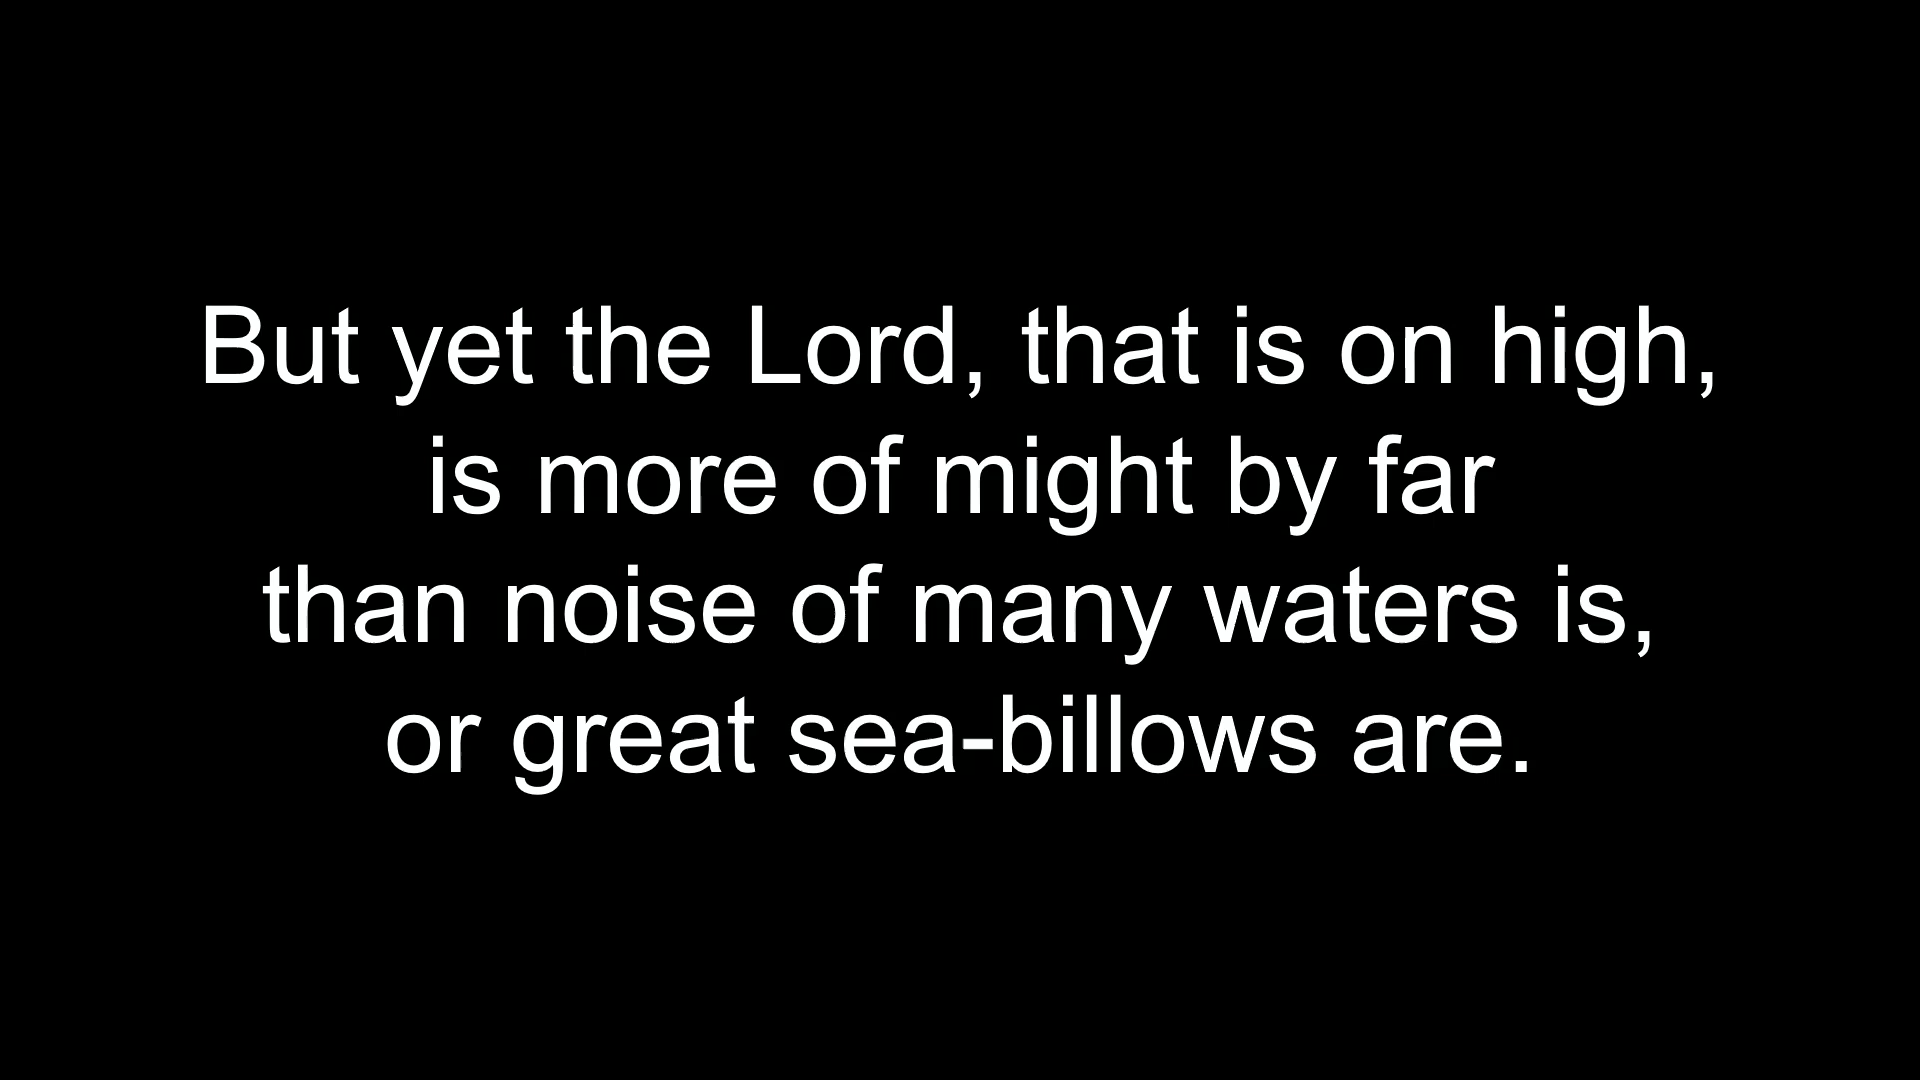 But yet the Lord, that is on high,
is more of might by far
than noise of many waters is,
or great sea-billows are.